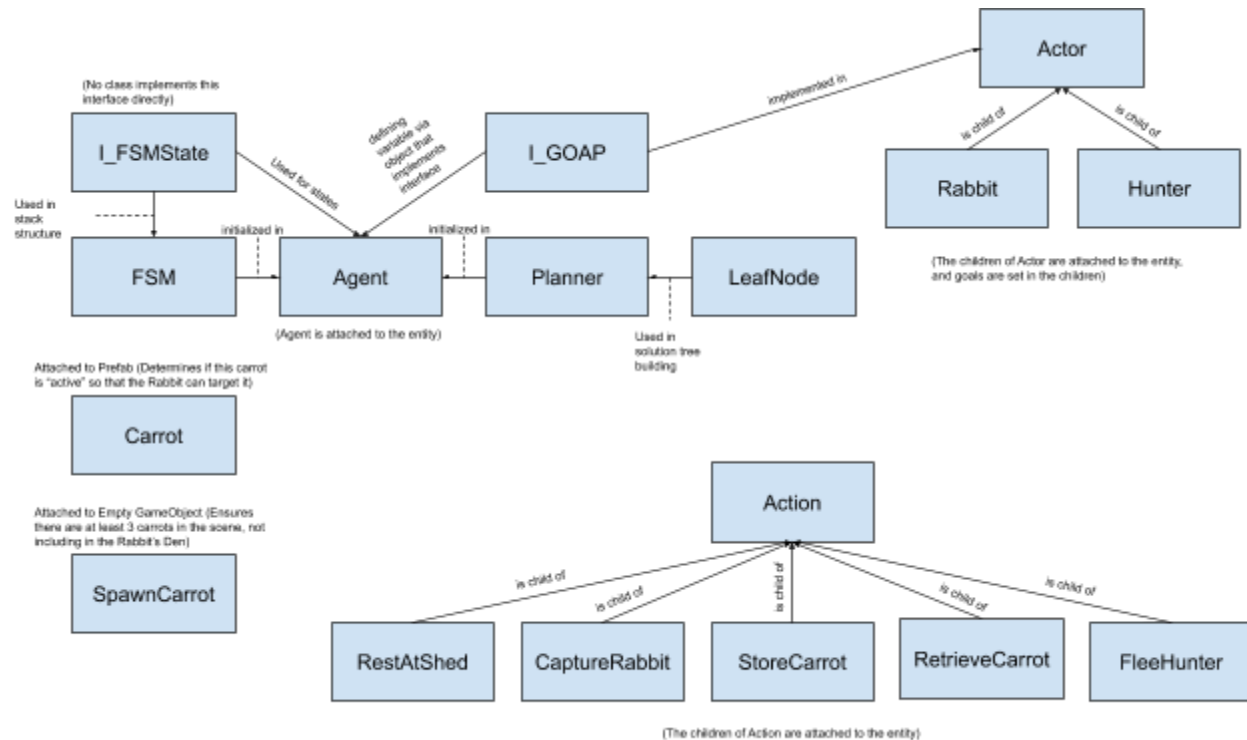 Actor
implemented in
is child of
is child of
Rabbit
Hunter
(The children of Actor are attached to the entity,
and goals are set in the children)
(No class implements this
interface directly)
I_FSMState
Used for states
defining
variable via
object that
implements
interface
I_GOAP
Used in
stack
structure
initialized in
initialized in
FSM
Agent
Planner
LeafNode
(Agent is attached to the entity)
Used in
solution tree
building
Attached to Prefab (Determines if this carrot
is "active" so that the Rabbit can target it)
Carrot
Attached to Empty GameObject (Ensures
there are at least 3 carrots in the scene, not
including in the Rabbit's Den)
SpawnCarrot
Action
is child of
is child of
is child of
is child of
is child of
RestAtShed
CaptureRabbit
StoreCarrot
RetrieveCarrot
FleeHunter
(The children of Action are attached to the entity)